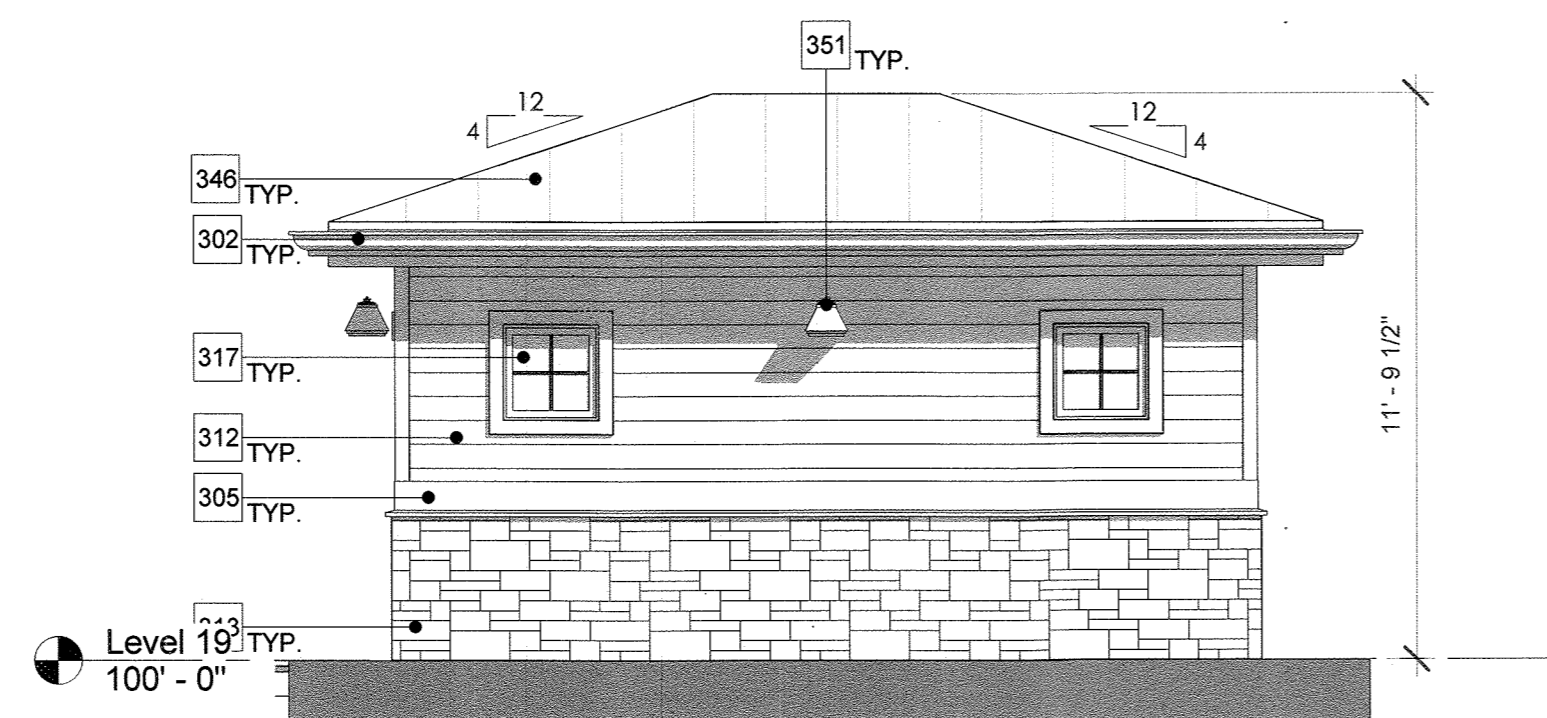 351 TYP.
12
4
12
4
346 TYP.
302 TYP.
317 TYP.
11' - 9 1/2"
312 TYP.
305 TYP.
TYP.
Level 19
100' - 0"